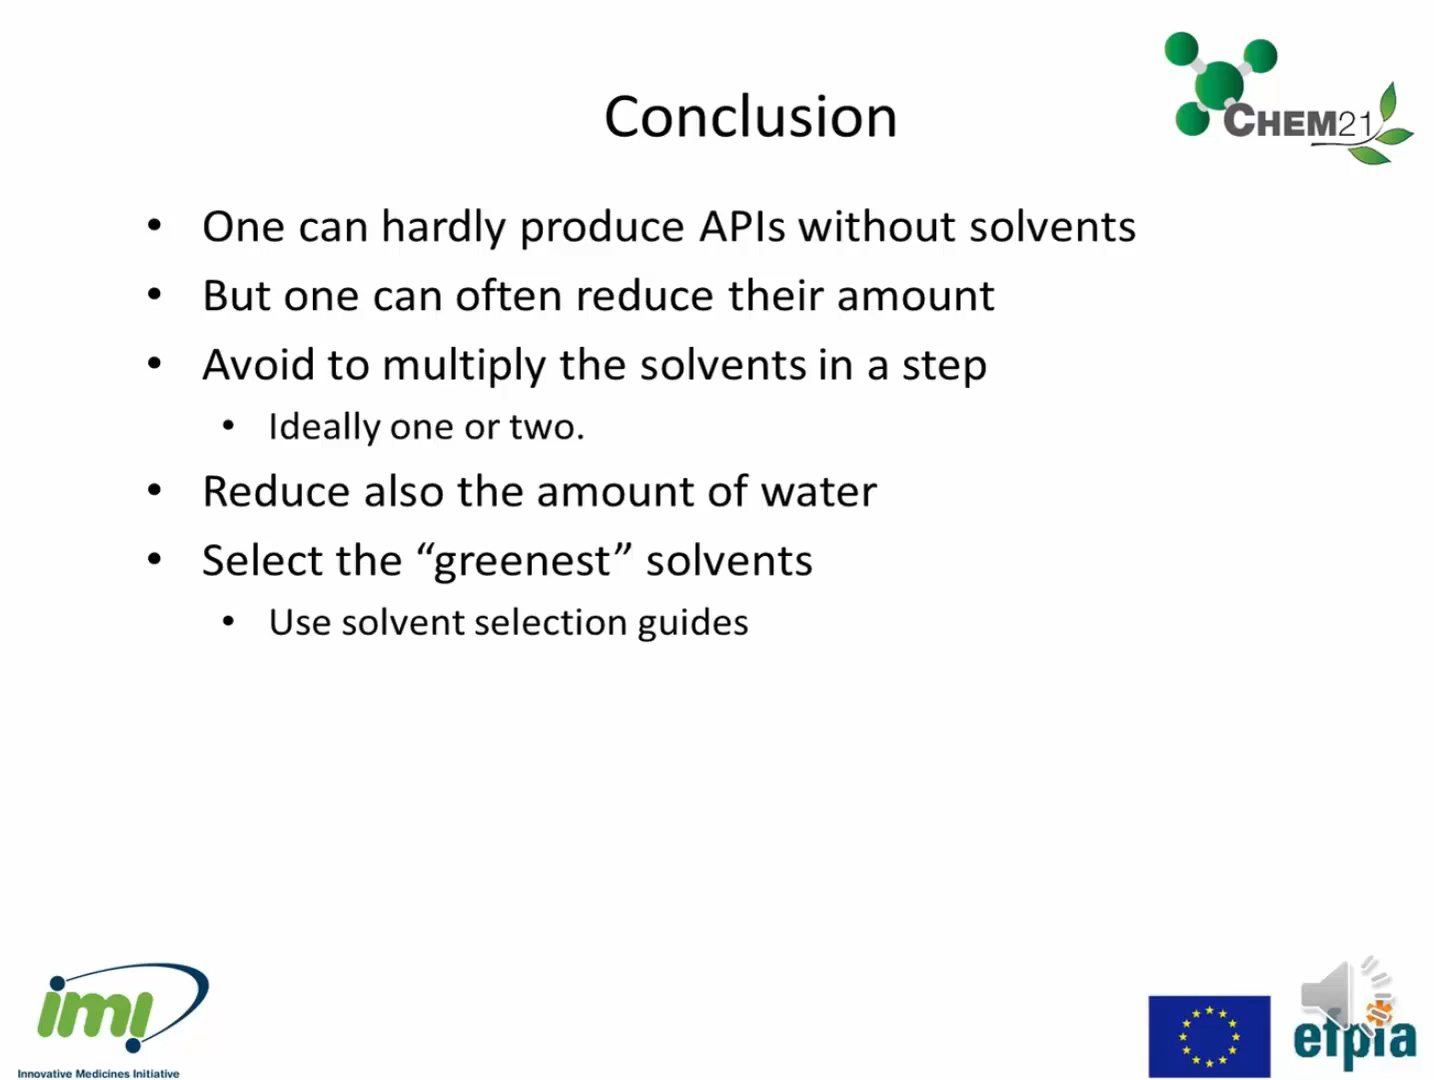 CHEM21
Conclusion
• One can hardly produce APIs without solvents
• But one can often reduce their amount
• Avoid to multiply the solvents in a step
• Ideally one or two.
• Reduce also the amount of water
• Select the “greenest” solvents
• Use solvent selection guides
imi
Innovative Medicines Initiative
efpia